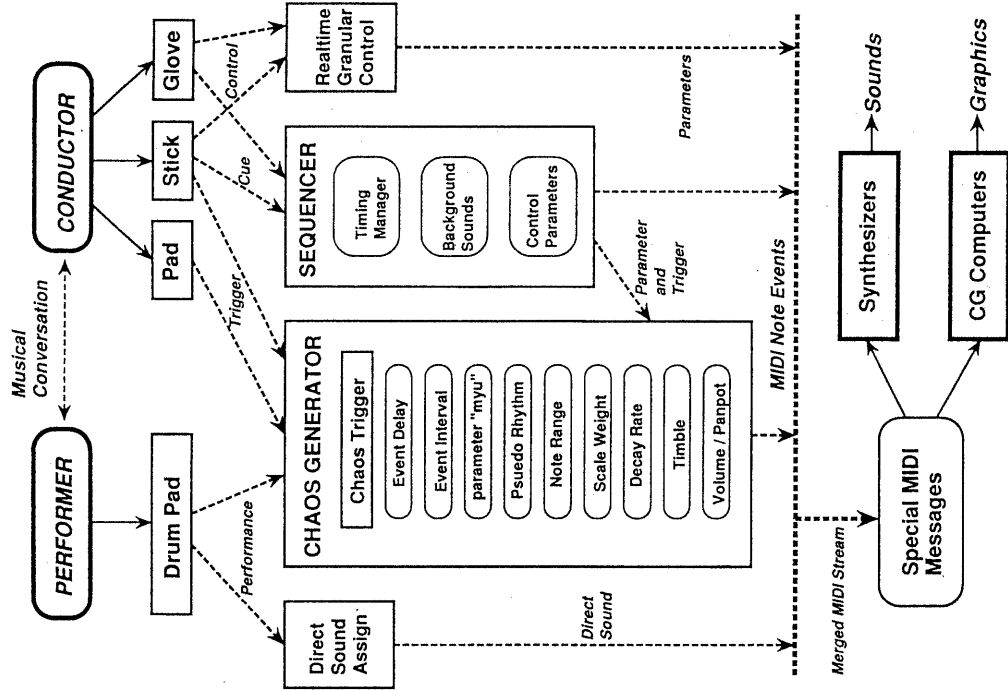 Musical
Conversation
PERFORMER
CONDUCTOR
Drum Pad
Pad
Stick
Glove
Performance
Trigger
Cue
Control
Direct
Sound
Assign
CHAOS GENERATOR
Chaos Trigger
Event Delay
Event Interval
parameter "myu"
Psuedo Rhythm
Note Range
Scale Weight
Decay Rate
Timble
Volume / Panpot
SEQUENCER
Timing
Manager
Background
Sounds
Control
Parameters
Realtime
Granular
Control
Parameter
and
Trigger
Direct
Sound
Parameters
MIDI Note Events
Merged MIDI Stream
Special MIDI
Messages
Synthesizers
Sounds
CG Computers
Graphics